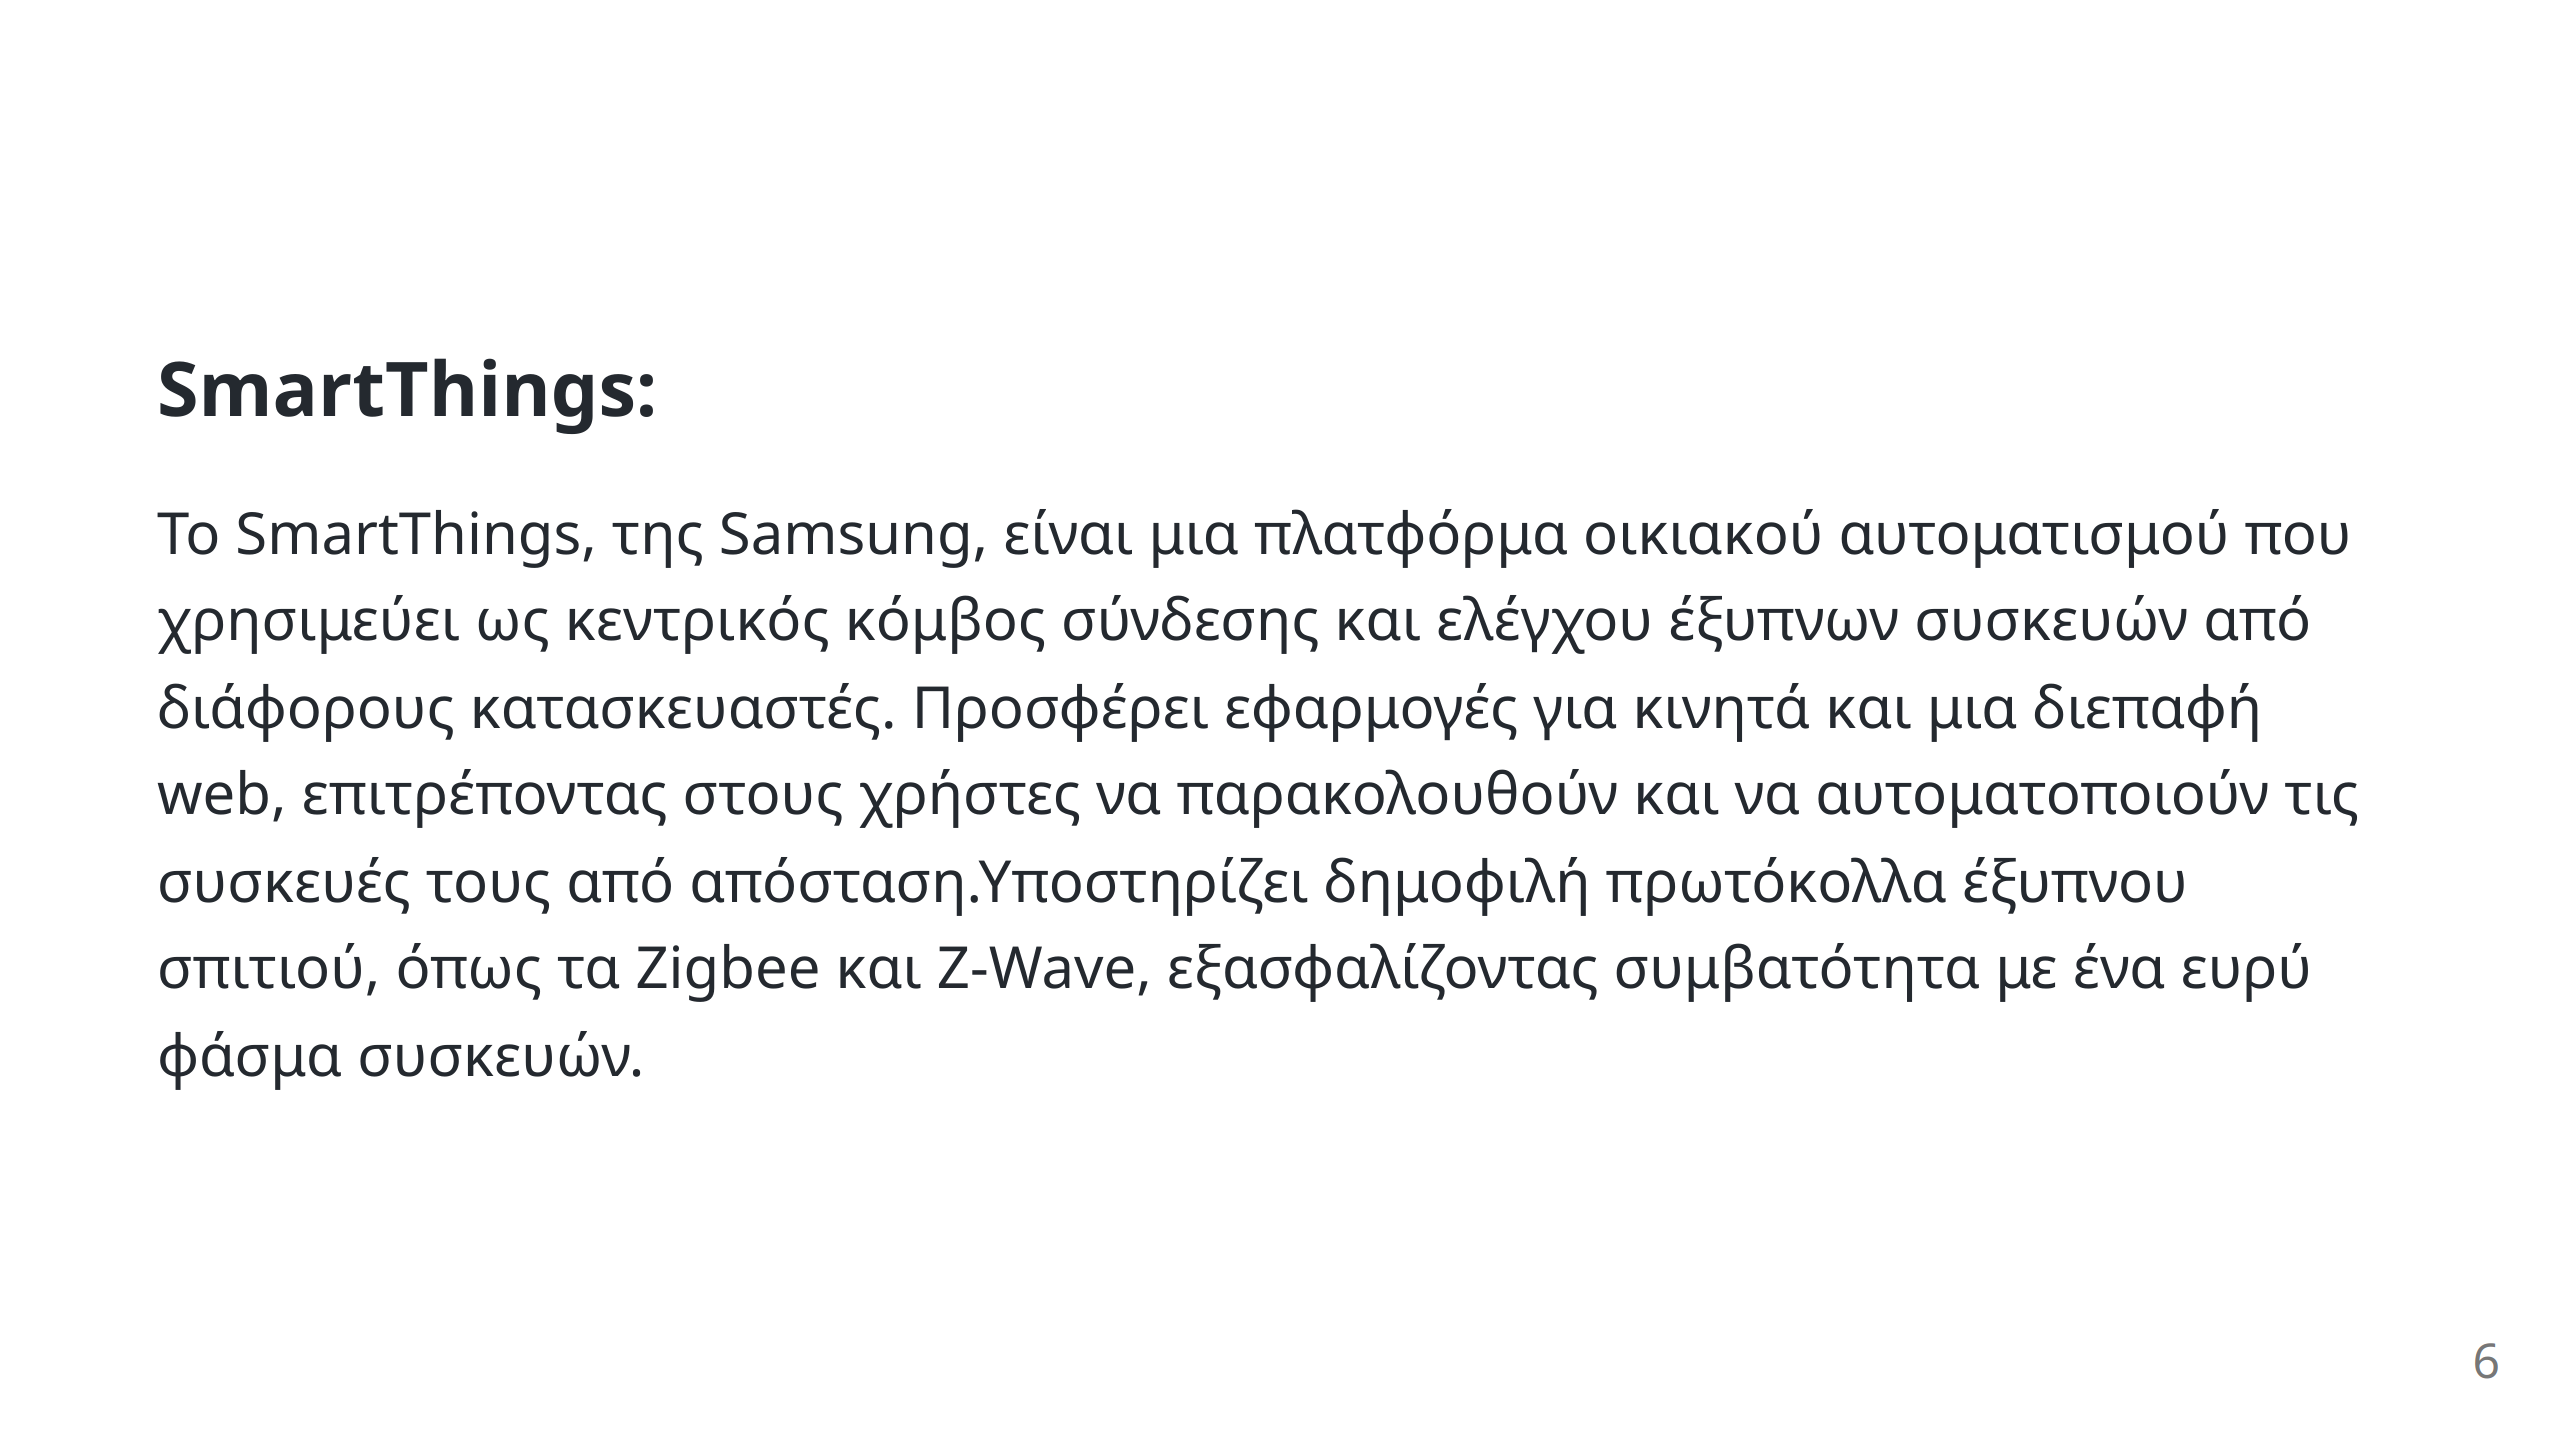 SmartThings:
Το SmartThings, της Samsung, είναι μια πλατφόρμα οικιακού αυτοματισμού που
χρησιμεύει ως κεντρικός κόμβος σύνδεσης και ελέγχου έξυπνων συσκευών από
διάφορους κατασκευαστές. Προσφέρει εφαρμογές για κινητά και μια διεπαφή
web, επιτρέποντας στους χρήστες να παρακολουθούν και να αυτοματοποιούν τις
συσκευές τους από απόσταση.Υποστηρίζει δημοφιλή πρωτόκολλα έξυπνου
σπιτιού, όπως τα Zigbee και Z-Wave, εξασφαλίζοντας συμβατότητα με ένα ευρύ
φάσμα συσκευών.
6